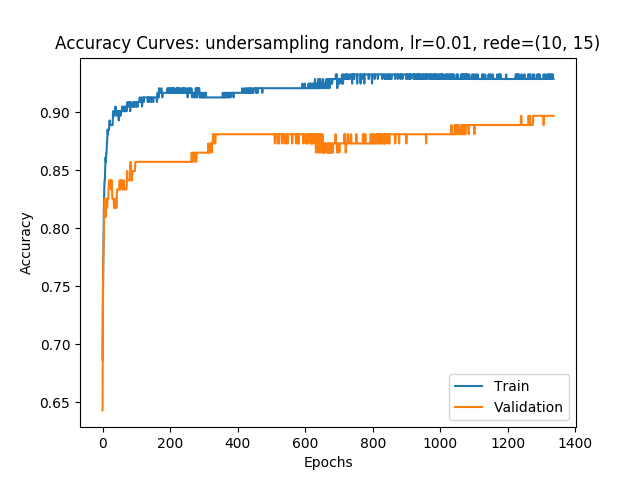 Accuracy Curves: undersampling random, lr=0.01, rede=(10, 15)
0.90
0.85
0.80
0.75
0.70
0.65
Accuracy
0 200 400 600 800 1000 1200 1400
Epochs
Train
Validation